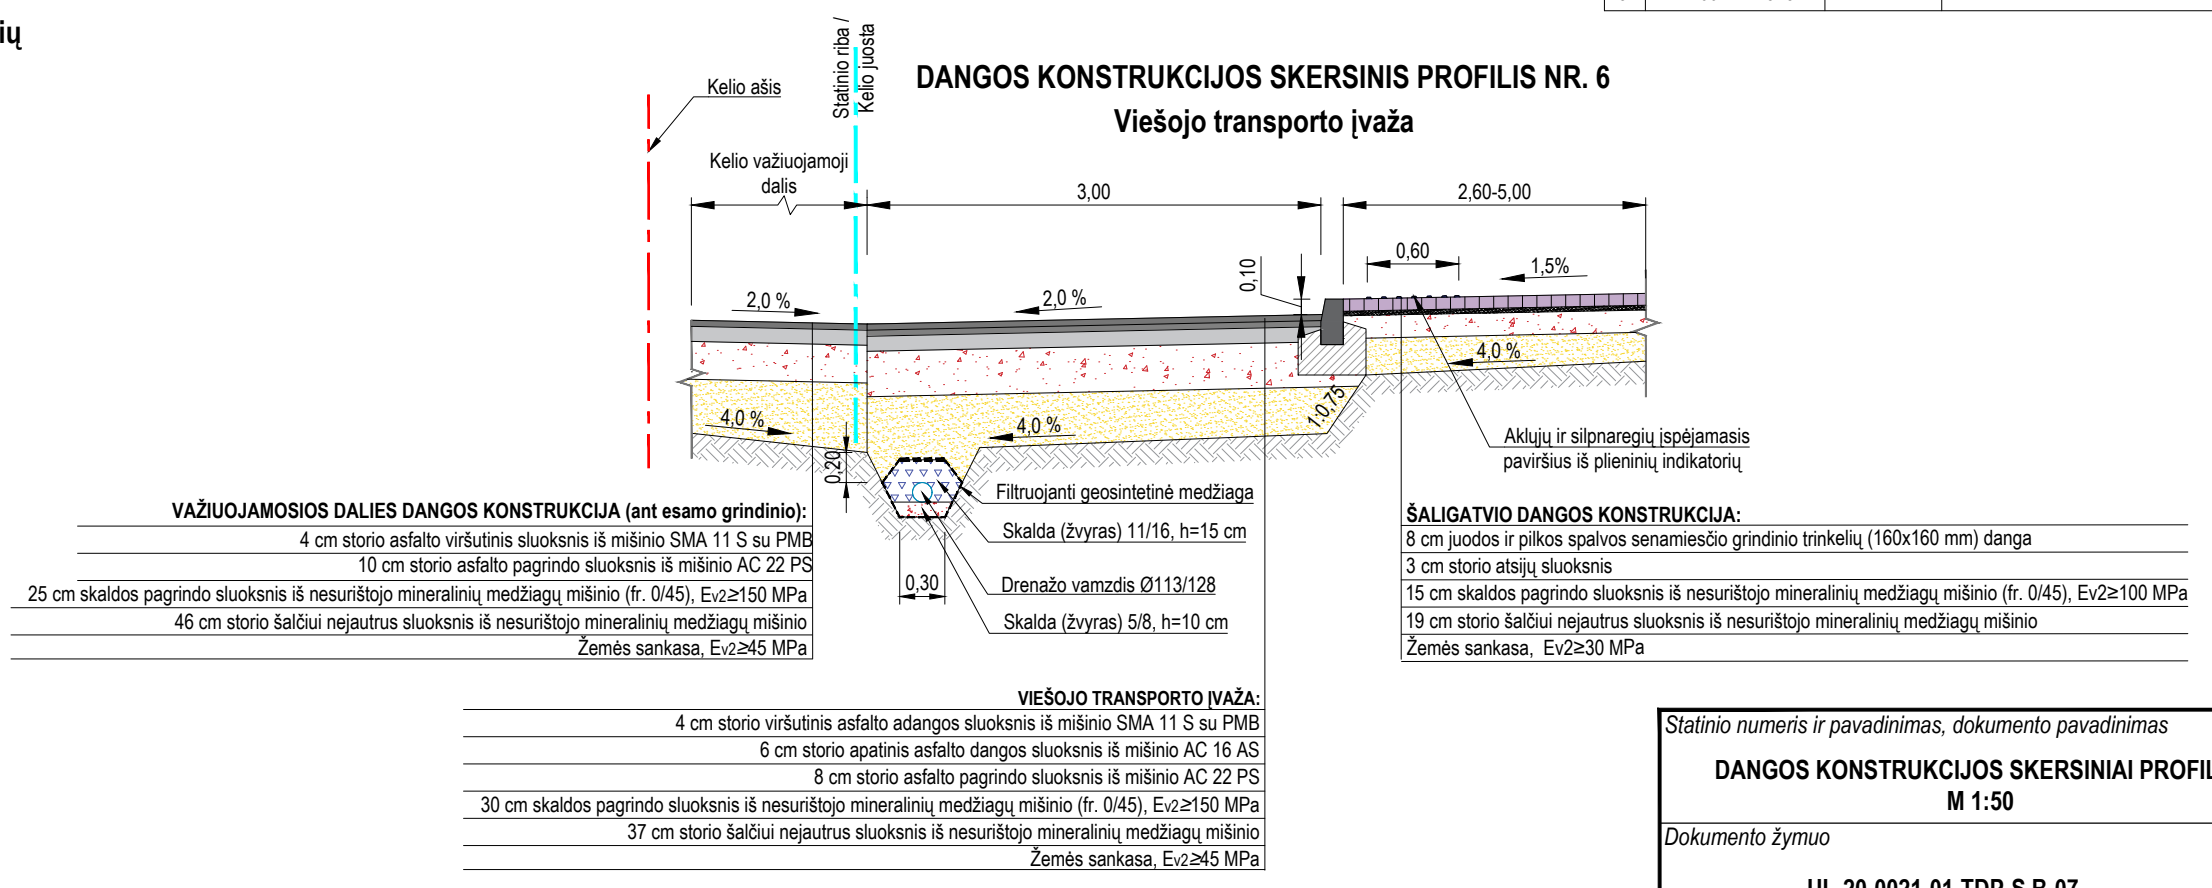 ių
Statinio riba /
Kelio juosta
DANGOS KONSTRUKCIJOS SKERSINIS PROFILIS NR. 6
Viešojo transporto įvaža
Kelio ašis
Kelio važiuojamoji
dalis
3,00
2,60-5,00
0,60
0,10
1,5%
2,0 %
2,0 %
4,0 %
4,0 %
4,0 %
1:0,75
0,20
0,30
Aklųjų ir silpnaregių įspėjamasis
paviršius iš plieninių indikatorių
Filtruojanti geosintetinė medžiaga
Skalda (žvyras) 11/16, h=15 cm
Drenažo vamzdis Ø113/128
Skalda (žvyras) 5/8, h=10 cm
VAŽIUOJAMOSIOS DALIES DANGOS KONSTRUKCIJA (ant esamo grindinio):
4 cm storio asfalto viršutinis sluoksnis iš mišinio SMA 11 S su PMB
10 cm storio asfalto pagrindo sluoksnis iš mišinio AC 22 PS
25 cm skaldos pagrindo sluoksnis iš nesurištojo mineralinių medžiagų mišinio (fr. 0/45), Ev2≥150 MPa
46 cm storio šalčiui nejautrus sluoksnis iš nesurištojo mineralinių medžiagų mišinio
Žemės sankasa, Ev2≥45 MPa
ŠALIGATVIO DANGOS KONSTRUKCIJA:
8 cm juodos ir pilkos spalvos senamiesčio grindinio trinkelių (160x160 mm) danga
3 cm storio atsijų sluoksnis
15 cm skaldos pagrindo sluoksnis iš nesurištojo mineralinių medžiagų mišinio (fr. 0/45), Ev2≥100 MPa
19 cm storio šalčiui nejautrus sluoksnis iš nesurištojo mineralinių medžiagų mišinio
Žemės sankasa, Ev2≥30 MPa
VIEŠOJO TRANSPORTO ĮVAŽA:
4 cm storio viršutinis asfalto adangos sluoksnis iš mišinio SMA 11 S su PMB
6 cm storio apatinis asfalto dangos sluoksnis iš mišinio AC 16 AS
8 cm storio asfalto pagrindo sluoksnis iš mišinio AC 22 PS
30 cm skaldos pagrindo sluoksnis iš nesurištojo mineralinių medžiagų mišinio (fr. 0/45), Ev2≥150 MPa
37 cm storio šalčiui nejautrus sluoksnis iš nesurištojo mineralinių medžiagų mišinio
Žemės sankasa, Ev2≥45 MPa
Statinio numeris ir pavadinimas, dokumento pavadinimas
DANGOS KONSTRUKCIJOS SKERSINIAI PROFIL
M 1:50
Dokumento žymuo